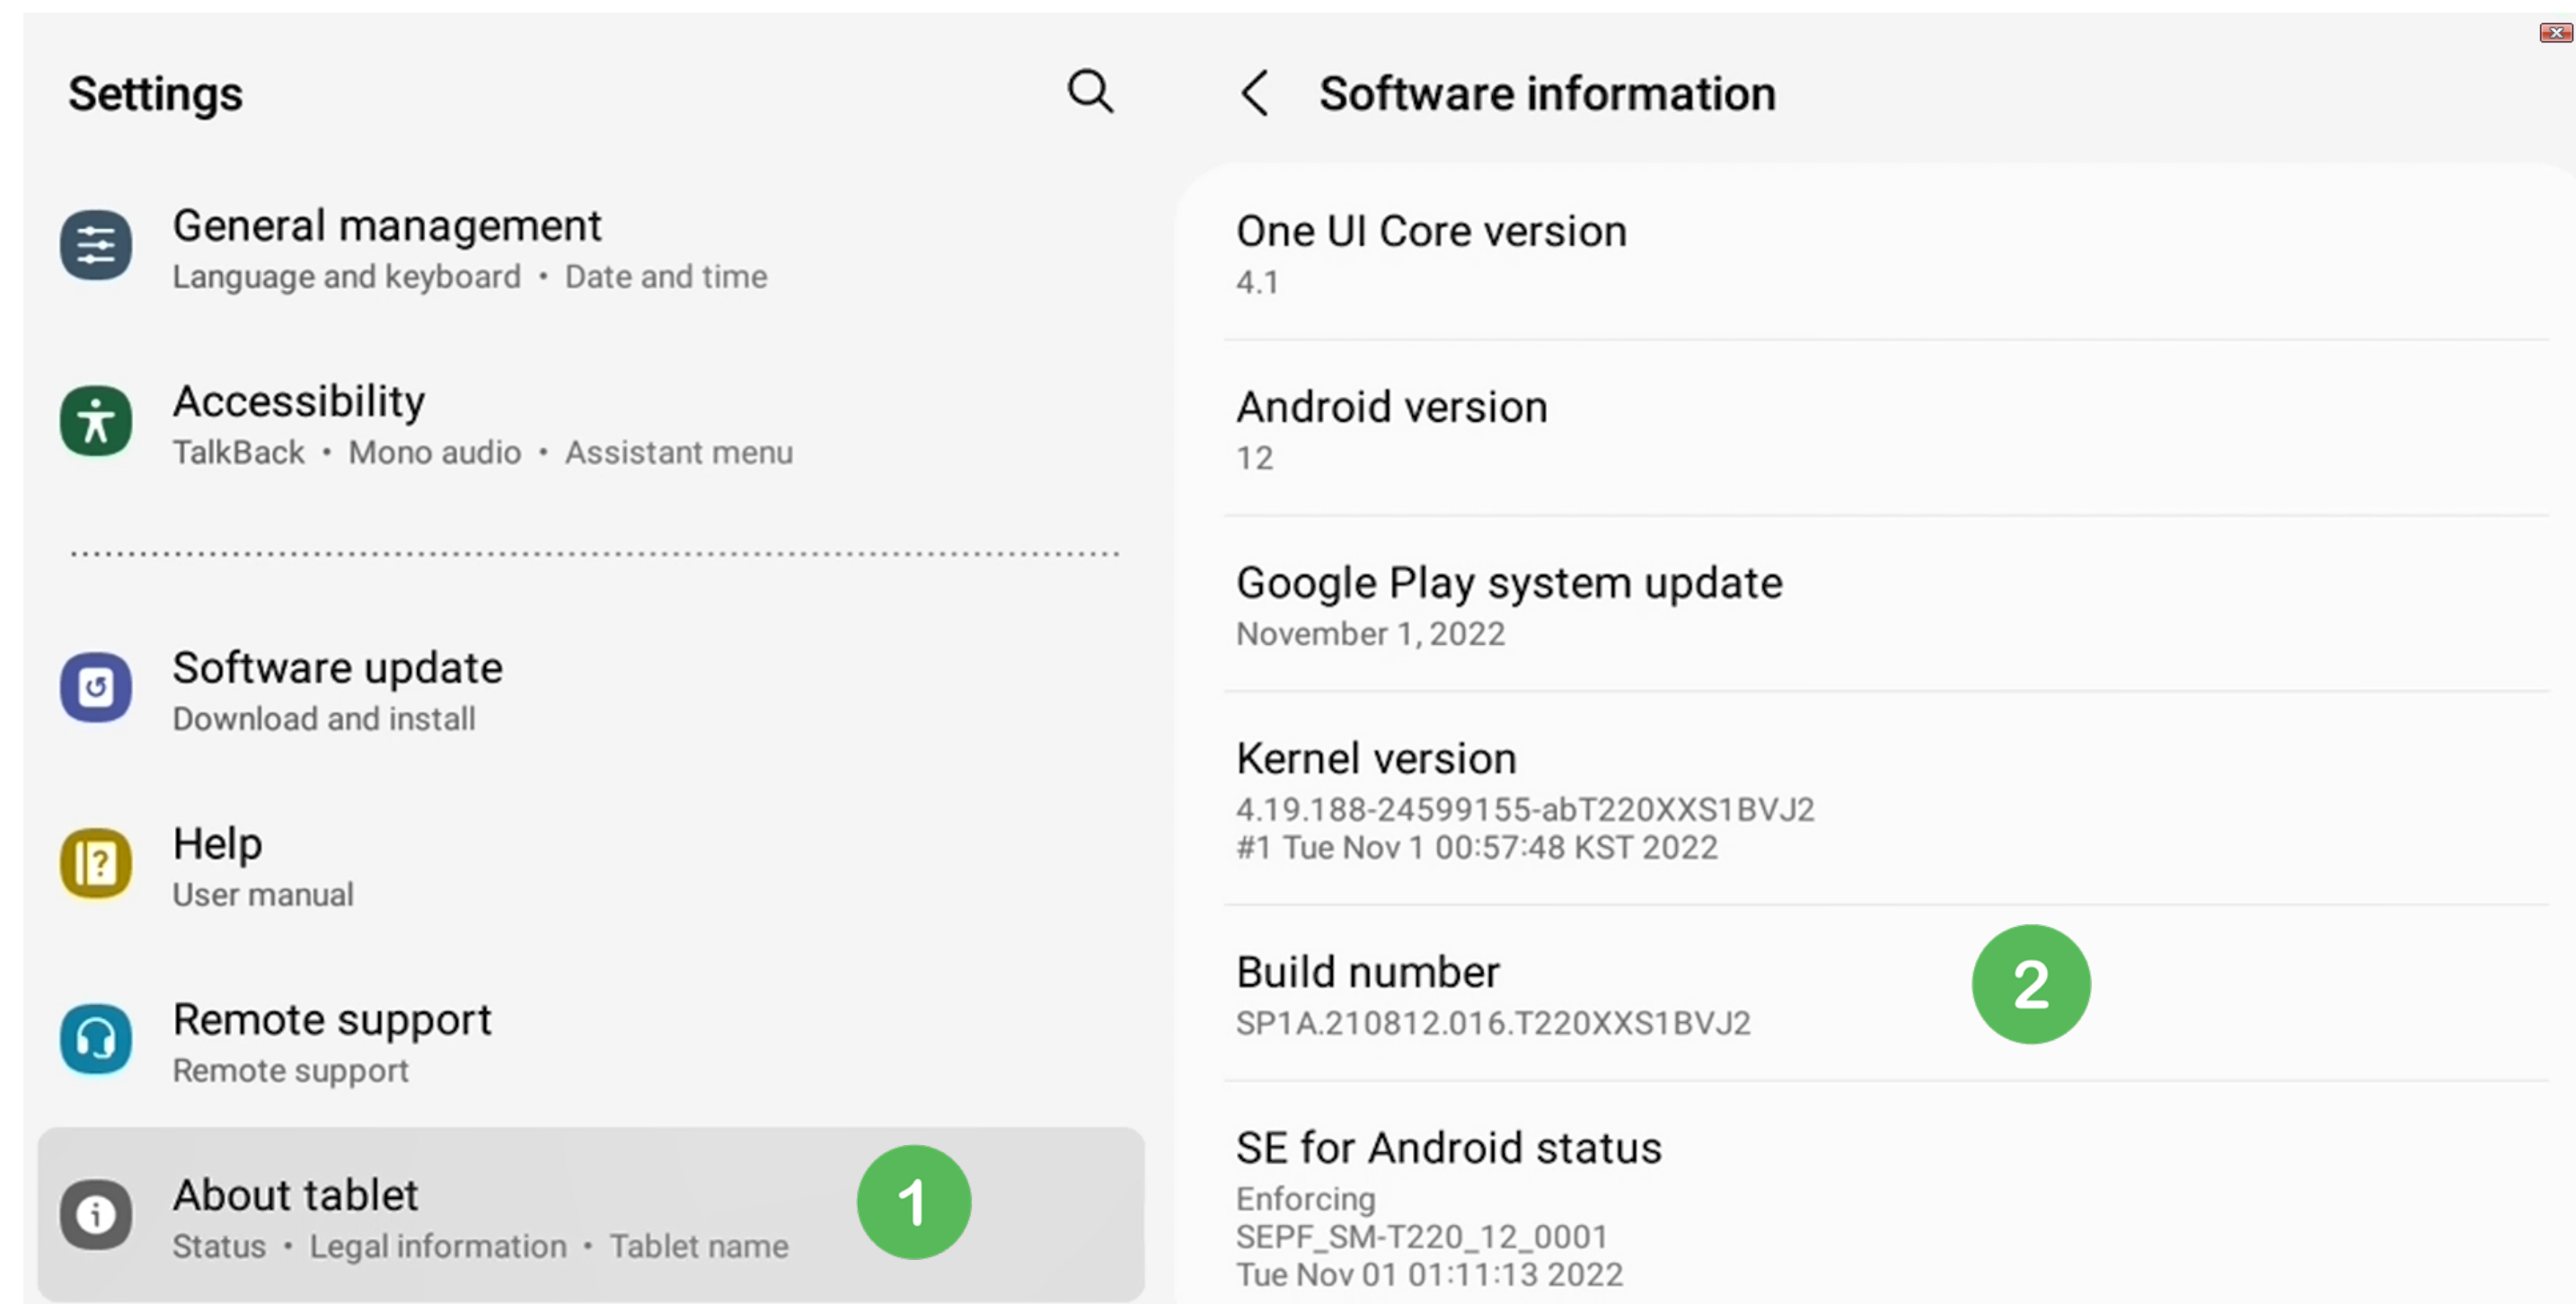 Settings
General management
Language and keyboard • Date and time
Accessibility
TalkBack • Mono audio • Assistant menu
Software update
Download and install
Help
User manual
Remote support
Remote support
About tablet
Status • Legal information • Tablet name
1
Software information
One UI Core version
4.1
Android version
12
Google Play system update
November 1, 2022
Kernel version
4.19.188-24599155-abT220XXS1BVJ2
#1 Tue Nov 1 00:57:48 KST 2022
Build number
SP1A.210812.016.T220XXS1BVJ2
2
SE for Android status
Enforcing
SEPF_SM-T220_12_0001
Tue Nov 01 01:11:13 2022